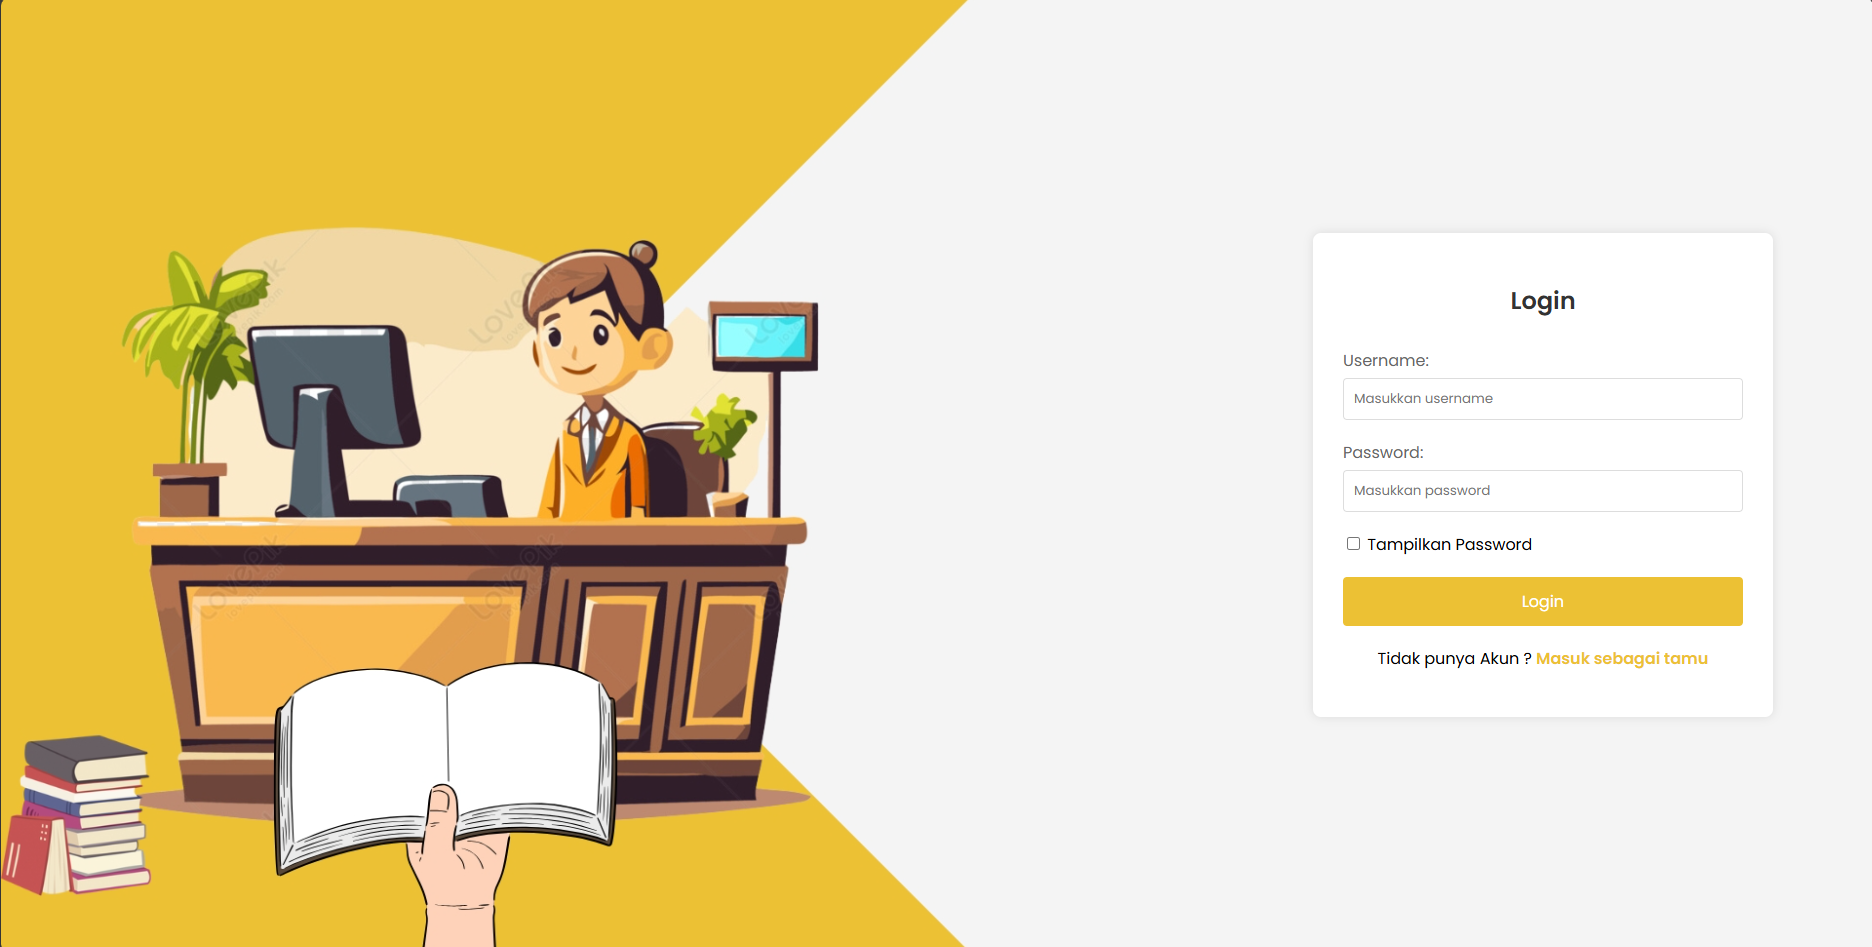 Login
Username:
Masukkan username
Password:
Masukkan password
Tampilkan Password
Login
Tidak punya Akun ? Masuk sebagai tamu